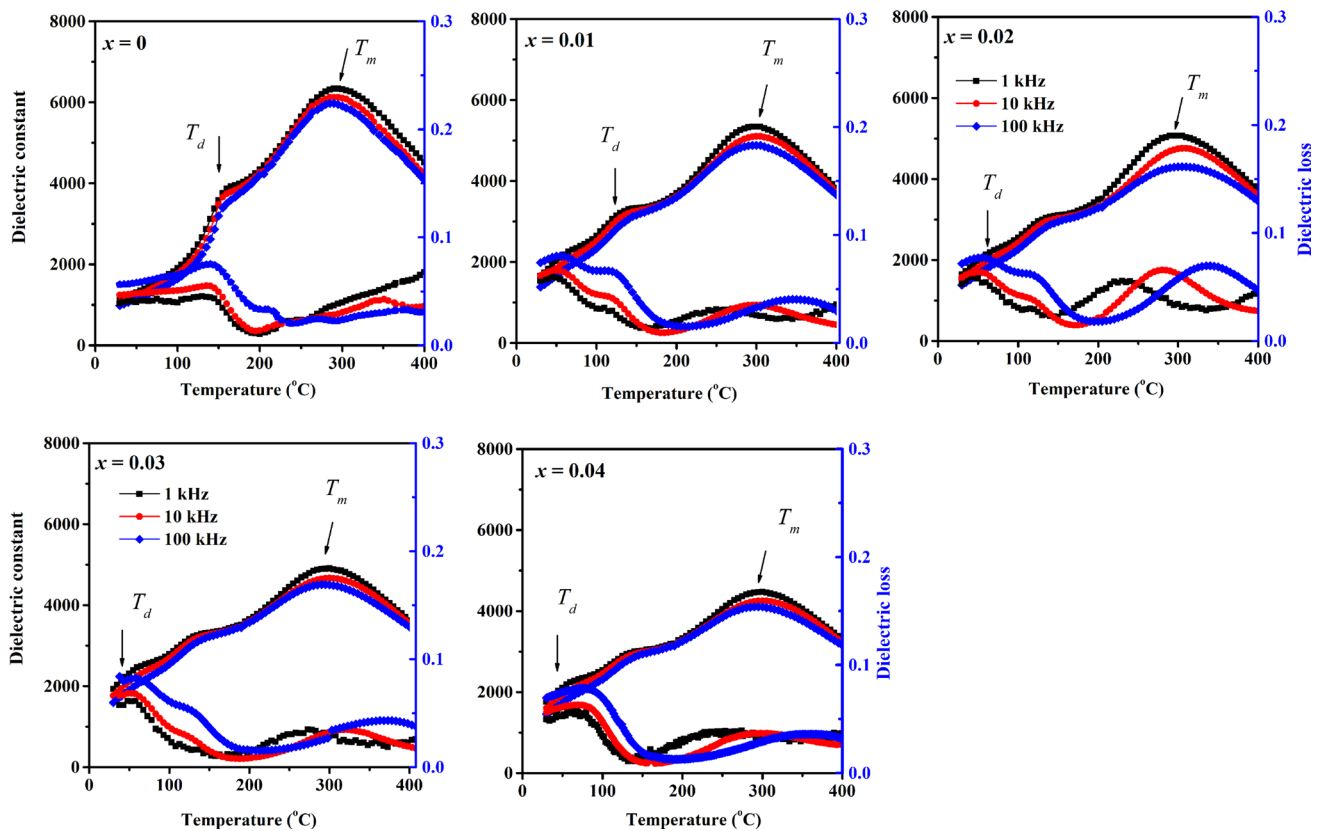 x = 0
T_m
T_d
Dielectric constant
8000
6000
4000
2000
0
0.3
0.2
0.1
0.0
0
100
200
300
400
Temperature (°C)
x = 0.01
T_m
T_d
8000
6000
4000
2000
0
0.3
0.2
0.1
0.0
0
100
200
300
400
Temperature (°C)
x = 0.02
1 kHz
10 kHz
100 kHz
T_m
T_d
8000
6000
4000
2000
0
0.3
0.2
0.1
0.0
Dielectric loss
0
100
200
300
400
Temperature (°C)
x = 0.03
1 kHz
10 kHz
100 kHz
T_m
T_d
Dielectric constant
8000
6000
4000
2000
0
0.3
0.2
0.1
0.0
0
100
200
300
400
Temperature (°C)
x = 0.04
T_m
T_d
8000
6000
4000
2000
0
0.3
0.2
0.1
0.0
Dielectric loss
0
100
200
300
400
Temperature (°C)